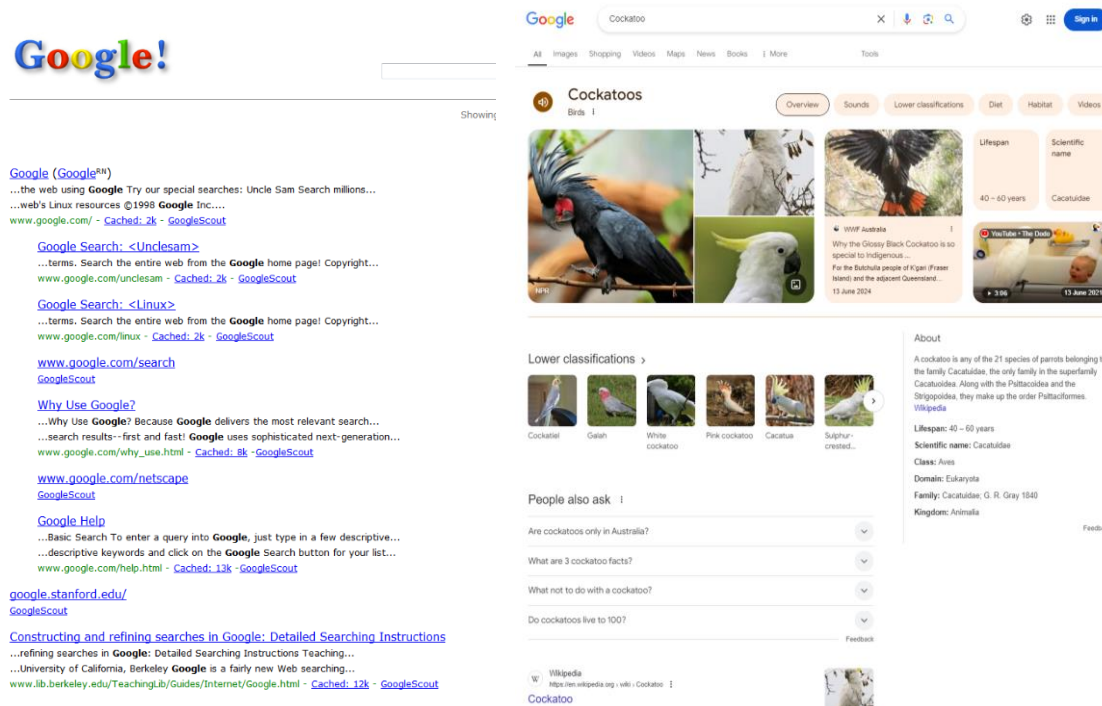 Google!
Showing
Google (GoogleRN)
...the web using Google Try our special searches: Uncle Sam Search millions...
...web's Linux resources ©1998 Google Inc....
www.google.com/ - Cached: 2k - GoogleScout
Google Search: <Unclesam>
...terms. Search the entire web from the Google home page! Copyright...
www.google.com/unclesam - Cached: 2k - GoogleScout
Google Search: <Linux>
...terms. Search the entire web from the Google home page! Copyright...
www.google.com/linux - Cached: 2k - GoogleScout
www.google.com/search
GoogleScout
Why Use Google?
...Why Use Google? Because Google delivers the most relevant search...
...search results--first and fast! Google uses sophisticated next-generation...
www.google.com/why_use.html - Cached: 8k -GoogleScout
www.google.com/netscape
GoogleScout
Google Help
...Basic Search To enter a query into Google, just type in a few descriptive...
...descriptive keywords and click on the Google Search button for your list...
www.google.com/help.html - Cached: 13k -GoogleScout
google.stanford.edu/
GoogleScout
Constructing and refining searches in Google: Detailed Searching Instructions
...refining searches in Google: Detailed Searching Instructions Teaching...
...University of California, Berkeley Google is a fairly new Web searching...
www.lib.berkeley.edu/TeachingLib/Guides/Internet/Google.html - Cached: 12k - GoogleScout
Google Cockatoo Sign in
All Images Shopping Videos Maps News Books More Tools
Cockatoos
Birds
Overview Sounds Lower classifications Diet Habitat Videos
NPR
WWF Australia
Why the Glossy Black Cockatoo is so
special to Indigenous ...
For the Butchulla people of K'gari (Fraser
Island) and the adjacent Queensland...
13 June 2024
Lifespan
40 – 60 years
Scientific
name
Cacatuidae
YouTube • The Dodo
3:06
13 June 2021
Lower classifications
Cockatiel
Galah
White
cockatoo
Pink cockatoo
Cacatua
Sulphur-
crested...
People also ask
Are cockatoos only in Australia?
What are 3 cockatoo facts?
What not to do with a cockatoo?
Do cockatoos live to 100?
Feedback
W Wikipedia
https://en.wikipedia.org › wiki › Cockatoo
Cockatoo
About
A cockatoo is any of the 21 species of parrots belonging t
the family Cacatuidae, the only family in the superfamily
Cacatuoidea. Along with the Psittacoidea and the
Strigopoidea, they make up the order Psittaciformes.
Wikipedia
Lifespan: 40 – 60 years
Scientific name: Cacatuidae
Class: Aves
Domain: Eukaryota
Family: Cacatuidae; G. R. Gray 1840
Kingdom: Animalia
Feedb